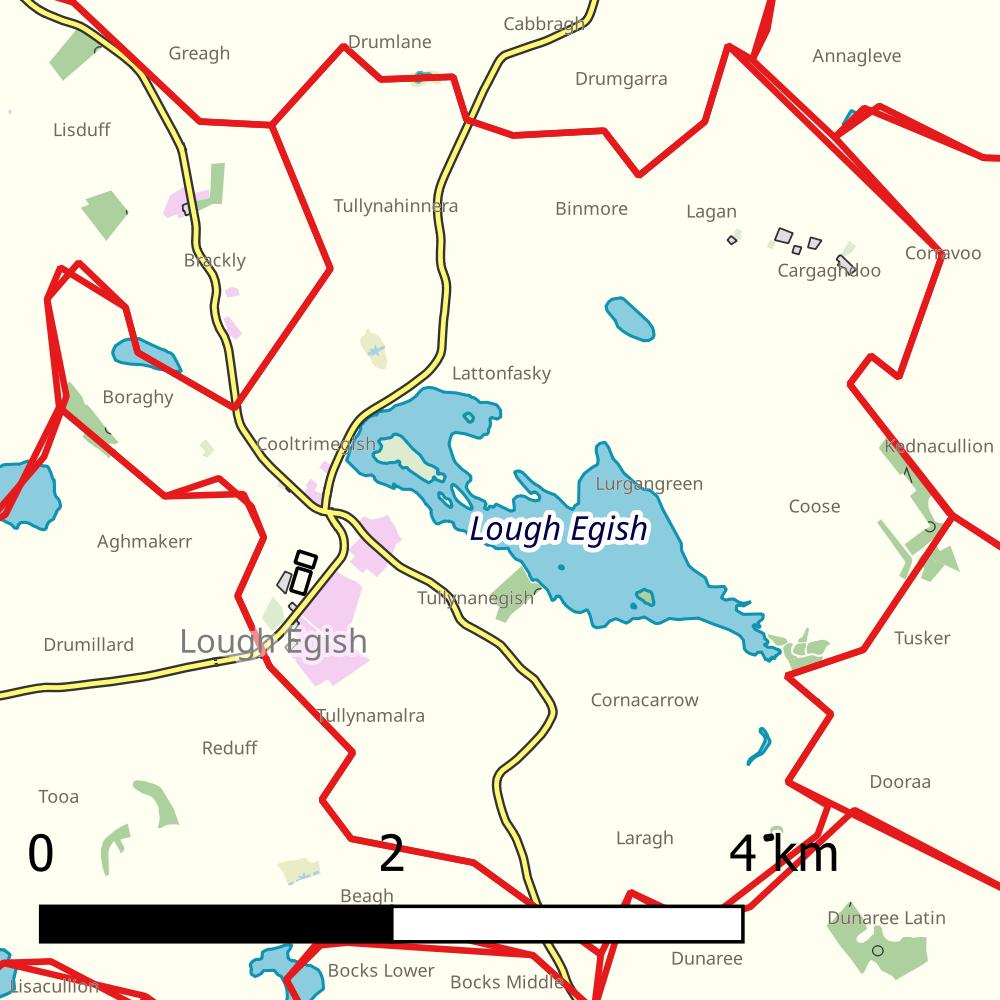 Cabbragh
Drumlane
Greagh
Annagleve
Drumgarra
Lisduff
Tullynahinnera
Binmore
Lagan
Corravoo
Brackly
Cargaghdoo
Lattonfasky
Boraghy
Cooltrimegish
Kednacullion
Lurgangreen
Coose
Lough Egish
Aghmakerr
Tullynanegish
Tusker
Drumillard
Lough Egish
Cornacarrow
Tullynamalra
Reduff
Dooraa
Tooa
Laragh
0 2 4 km
Beagh
Dunaree Latin
Dunaree
Bocks Lower
Bocks Middle
Lisacullion